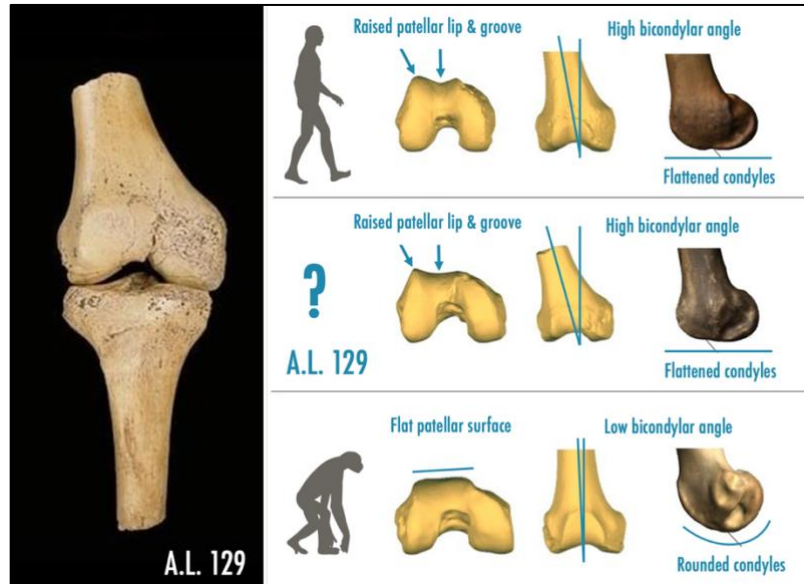 A.L. 129
Raised patellar lip & groove
High bicondylar angle
Flattened condyles
Raised patellar lip & groove
High bicondylar angle
?
A.L. 129
Flattened condyles
Flat patellar surface
Low bicondylar angle
Rounded condyles